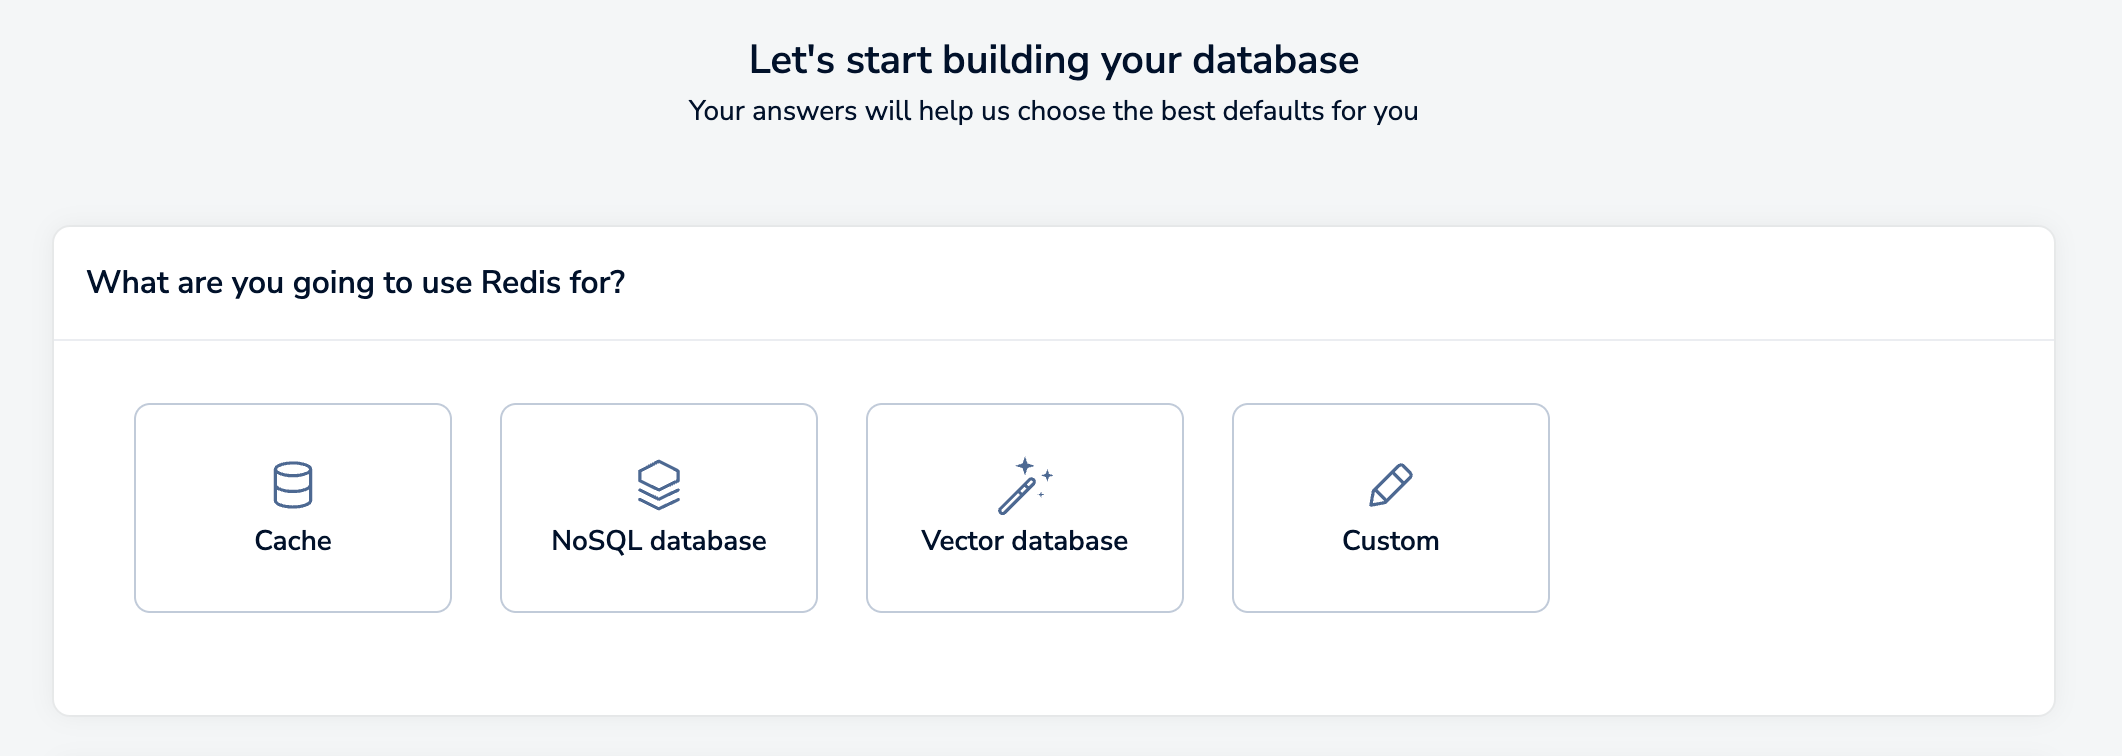 Let's start building your database
Your answers will help us choose the best defaults for you
What are you going to use Redis for?
Cache
NoSQL database
Vector database
Custom